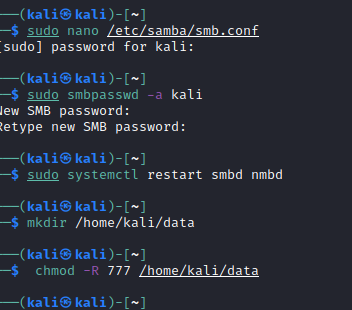 ──(kali㉿kali)-[~]
─$ sudo nano /etc/samba/smb.conf
[sudo] password for kali:
──(kali㉿kali)-[~]
─$ sudo smbpasswd -a kali
New SMB password:
Retype new SMB password:
──(kali㉿kali)-[~]
─$ sudo systemctl restart smbd nmbd
──(kali㉿kali)-[~]
─$ mkdir /home/kali/data
──(kali㉿kali)-[~]
─$  chmod -R 777 /home/kali/data
──(kali㉿kali)-[~]